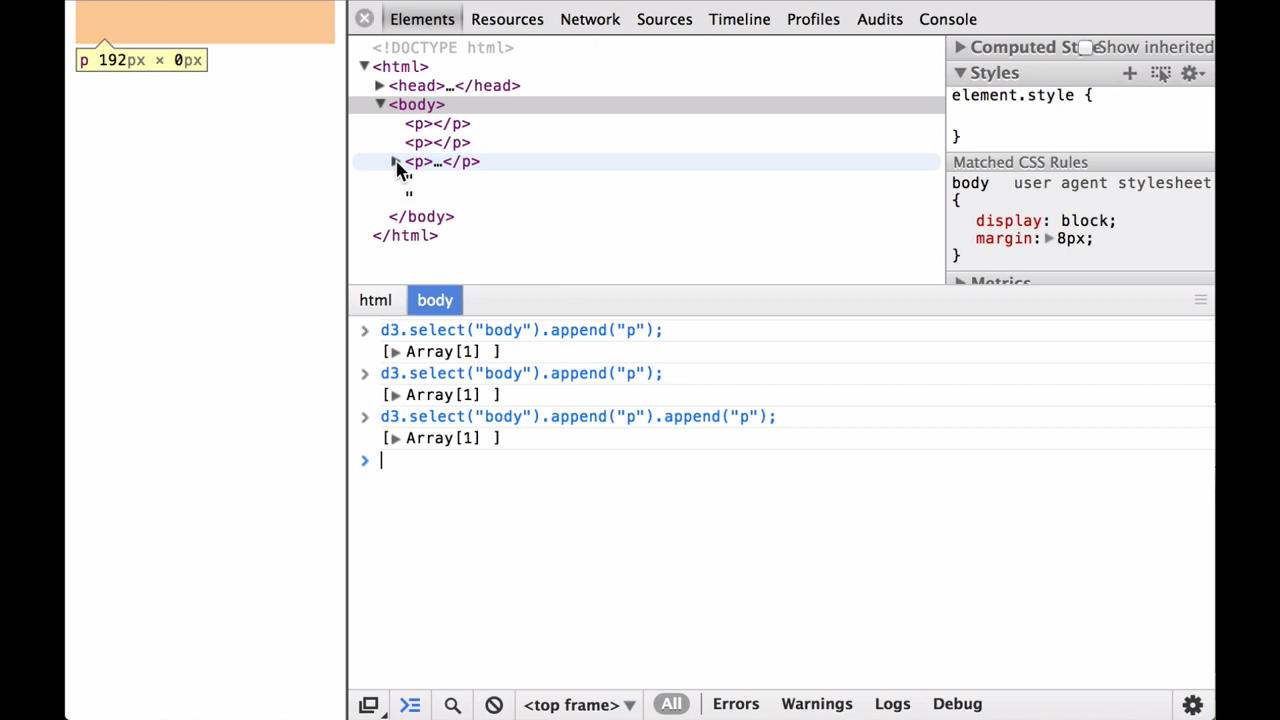 p 192px × 0px
Elements Resources Network Sources Timeline Profiles Audits Console
<!DOCTYPE html>
<html>
<head>…</head>
<body>
<p></p>
<p></p>
<p>…</p>
"
"
</body>
</html>
Computed Sty Show inherited
Styles
element.style {
}
Matched CSS Rules
body user agent stylesheet
{
display: block;
margin: 8px;
}
Metrics
html body
d3.select("body").append("p");
[ Array[1] ]
d3.select("body").append("p");
[ Array[1] ]
d3.select("body").append("p").append("p");
[ Array[1] ]
<top frame> All Errors Warnings Logs Debug